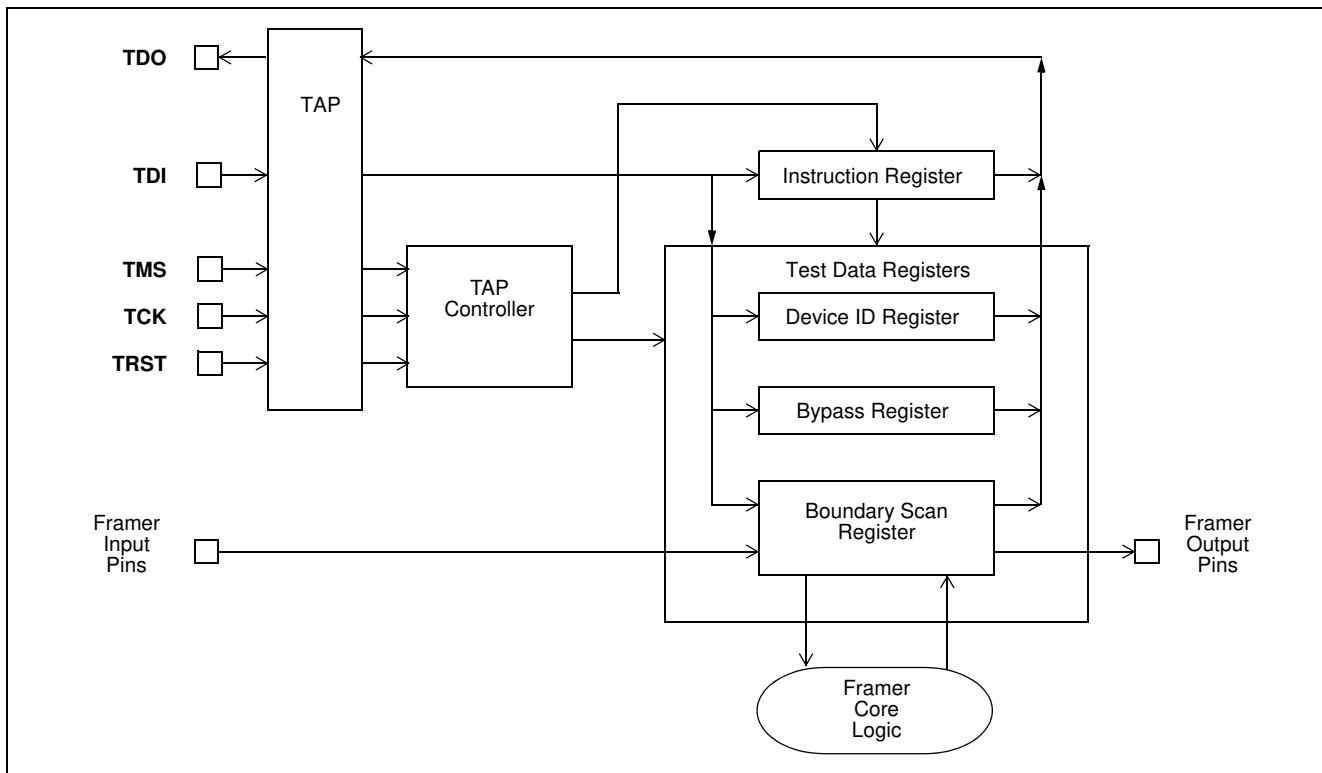 TDO
TAP
TDI
Instruction Register
TMS
TAP
Controller
Test Data Registers
TCK
Device ID Register
TRST
Bypass Register
Boundary Scan
Register
Framer
Input
Pins
Framer
Output
Pins
Framer
Core
Logic